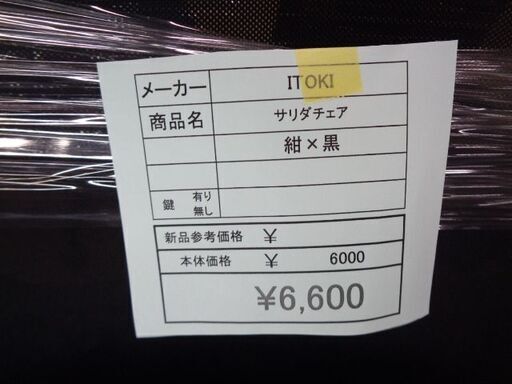 メーカー ITOKI
商品名 サリダチェア
紺×黒
鍵 有り
無し
新品参考価格 ¥
本体価格 ¥ 6000
¥6,600